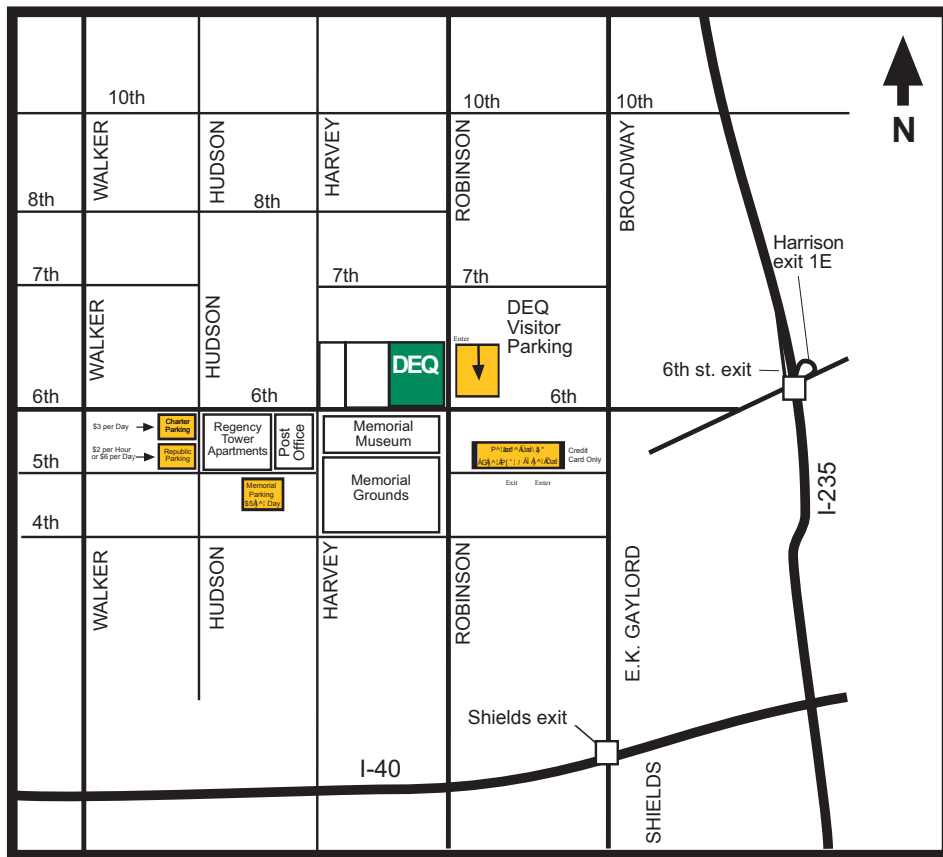 10th
10th
10th
N
WALKER
HUDSON
HARVEY
ROBINSON
BROADWAY
8th
8th
Harrison
exit 1E
7th
7th
7th
WALKER
HUDSON
DEQ
Visitor
Parking
Enter
DEQ
6th st. exit
6th
6th
6th
$3 per Day
Charter
Parking
Regency
Tower
Apartments
Post
Office
Memorial
Museum
$2 per Hour
or $6 per Day
Republic
Parking
Credit
Card Only
5th
Memorial
Grounds
Exit
Enter
Memorial
Parking
Day
4th
I-235
WALKER
HUDSON
HARVEY
ROBINSON
E.K. GAYLORD
Shields exit
I-40
SHIELDS